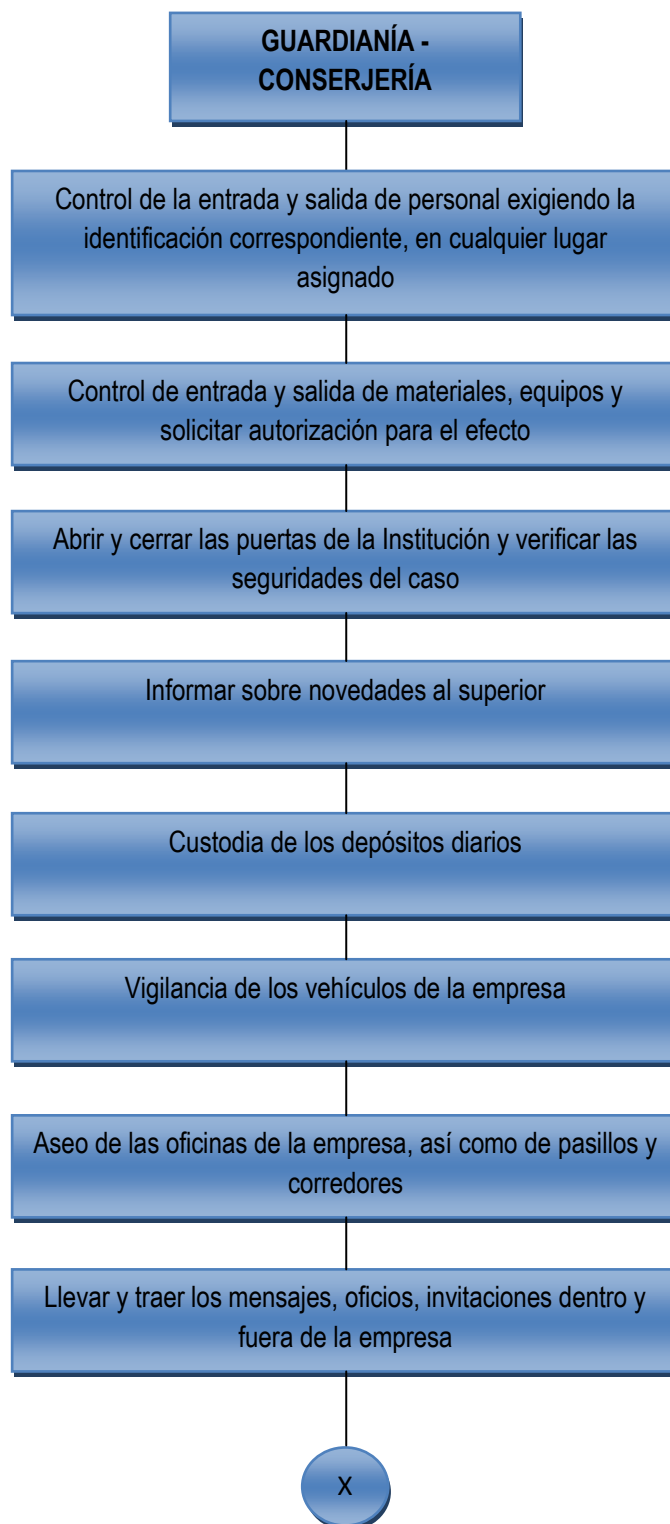 GUARDIANÍA -
CONSERJERÍA
Control de la entrada y salida de personal exigiendo la
identificación correspondiente, en cualquier lugar
asignado
Control de entrada y salida de materiales, equipos y
solicitar autorización para el efecto
Abrir y cerrar las puertas de la Institución y verificar las
seguridades del caso
Informar sobre novedades al superior
Custodia de los depósitos diarios
Vigilancia de los vehículos de la empresa
Aseo de las oficinas de la empresa, así como de pasillos y
corredores
Llevar y traer los mensajes, oficios, invitaciones dentro y
fuera de la empresa
X